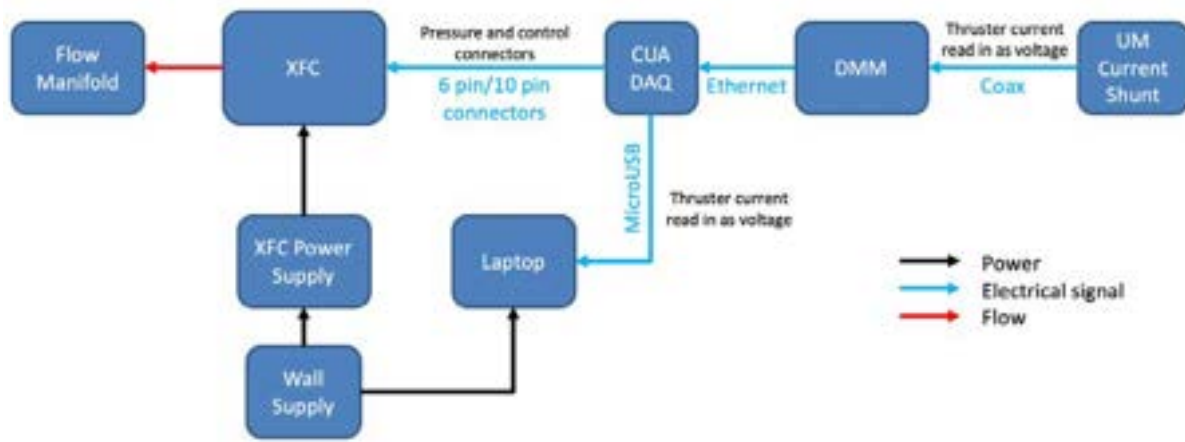 Flow
Manifold
XFC
Pressure and control
connectors
6 pin/10 pin
connectors
CUA
DAQ
Ethernet
DMM
Thruster current
read in as voltage
Coax
UM
Current
Shunt
MicroUSB
Thruster current
read in as voltage
XFC Power
Supply
Laptop
Power
Electrical signal
Flow
Wall
Supply